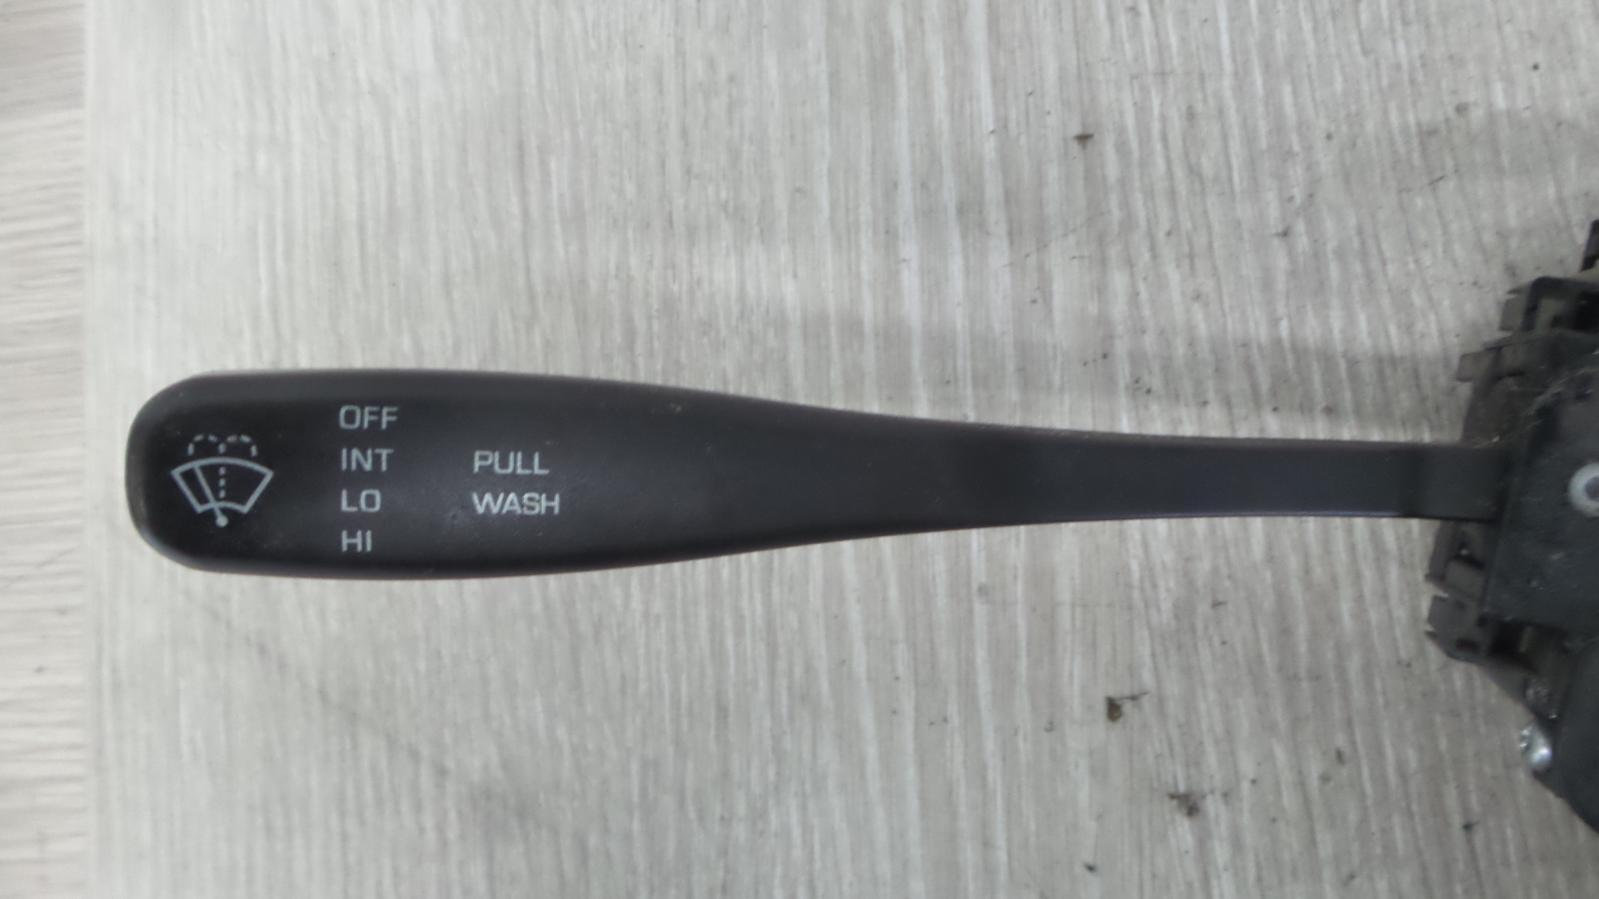 OFF
INT
LO
HI
PULL
WASH